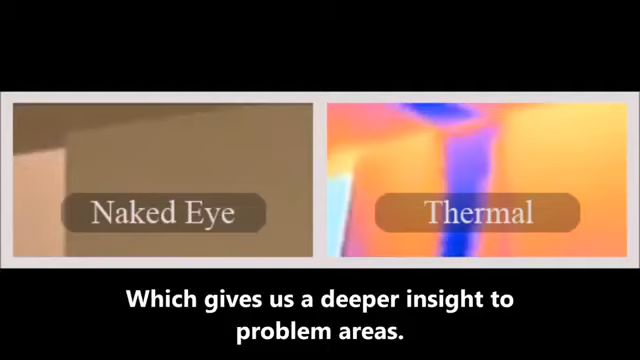 Naked Eye
Thermal
Which gives us a deeper insight to
problem areas.